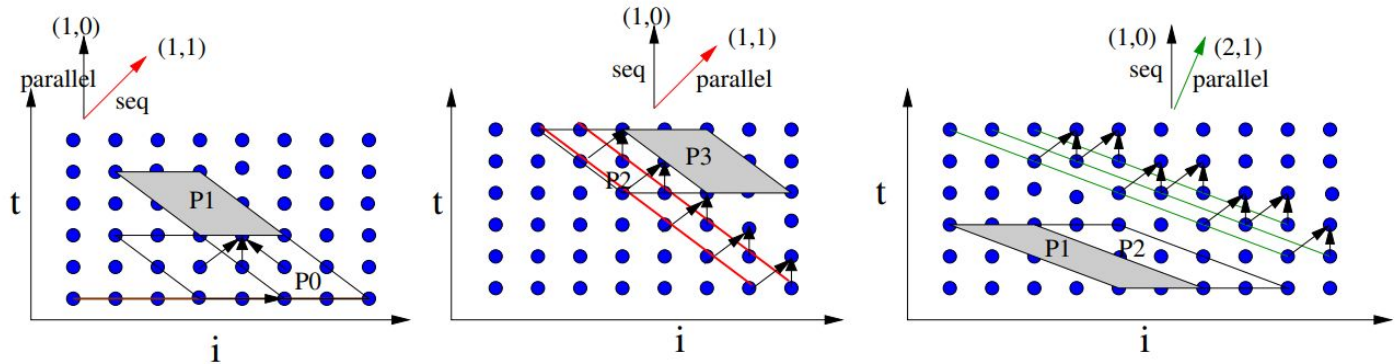 (1,0)
(1,1)
parallel
seq
P1
P0
t
i
(1,0)
(1,1)
seq
parallel
P3
P2
t
i
(1,0)
(2,1)
seq
parallel
P1
P2
t
i